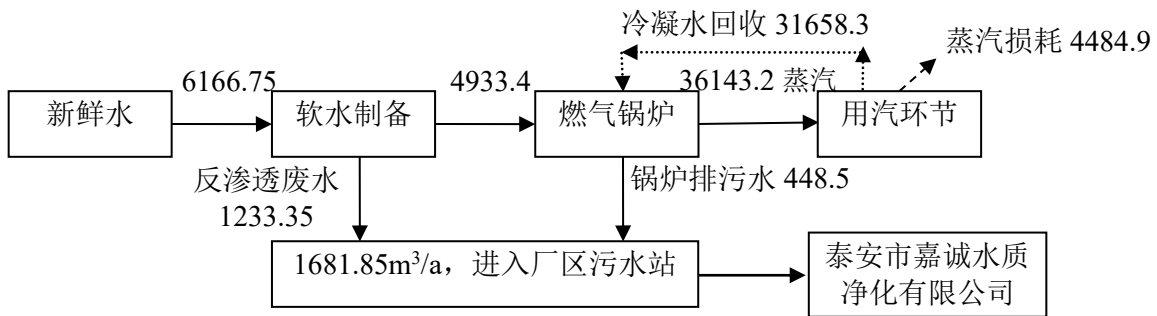 冷凝水回收 31658.3
蒸汽损耗 4484.9
6166.75
4933.4
36143.2 蒸汽
新鲜水
软水制备
燃气锅炉
用汽环节
反渗透废水
1233.35
锅炉排污水 448.5
1681.85m³/a，进入厂区污水站
泰安市嘉诚水质
净化有限公司